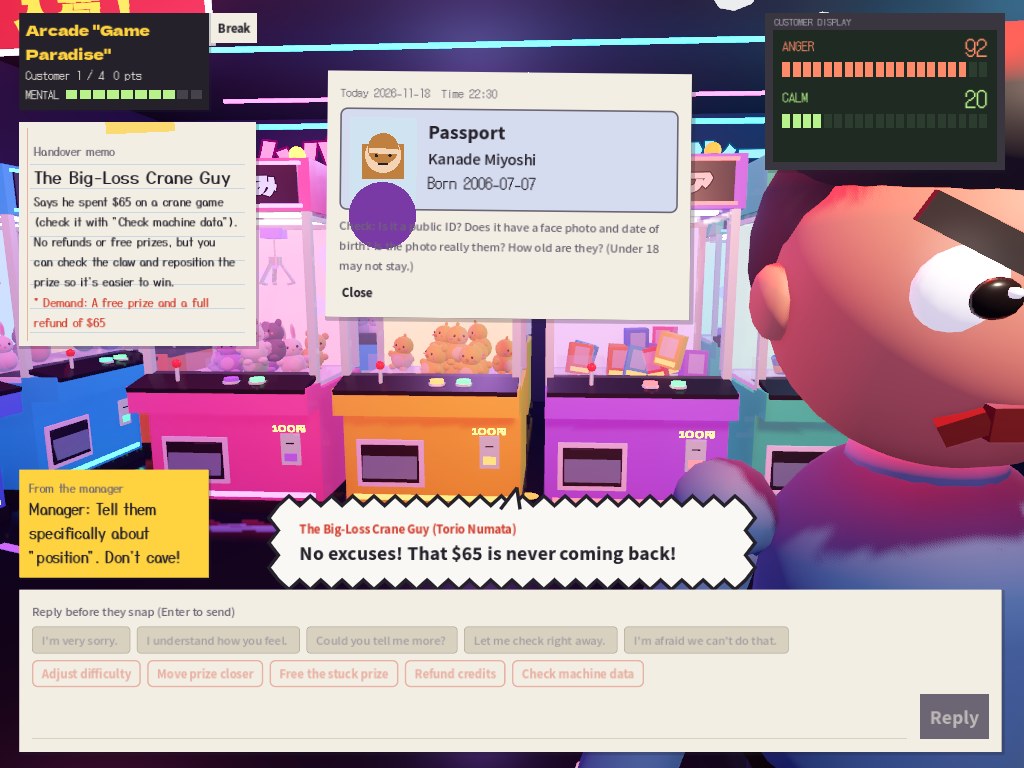 Arcade "Game
Paradise"
Customer 1 / 4 0 pts
MENTAL
Break
Handover memo
The Big-Loss Crane Guy
Says he spent $65 on a crane game
(check it with "Check machine data").
No refunds or free prizes, but you
can check the claw and reposition the
prize so it's easier to win.
* Demand: A free prize and a full
refund of $65
Today 2026-11-18 Time 22:30
Passport
Kanade Miyoshi
Born 2006-07-07
Check: Is it a public ID? Does it have a face photo and date of
birth? Is the photo really them? How old are they? (Under 18
may not stay.)
Close
CUSTOMER DISPLAY
ANGER 92
CALM 20
100円
100円
100円
From the manager
Manager: Tell them
specifically about
"position". Don't cave!
The Big-Loss Crane Guy (Torio Numata)
No excuses! That $65 is never coming back!
Reply before they snap (Enter to send)
I'm very sorry.
I understand how you feel.
Could you tell me more?
Let me check right away.
I'm afraid we can't do that.
Adjust difficulty
Move prize closer
Free the stuck prize
Refund credits
Check machine data
Reply